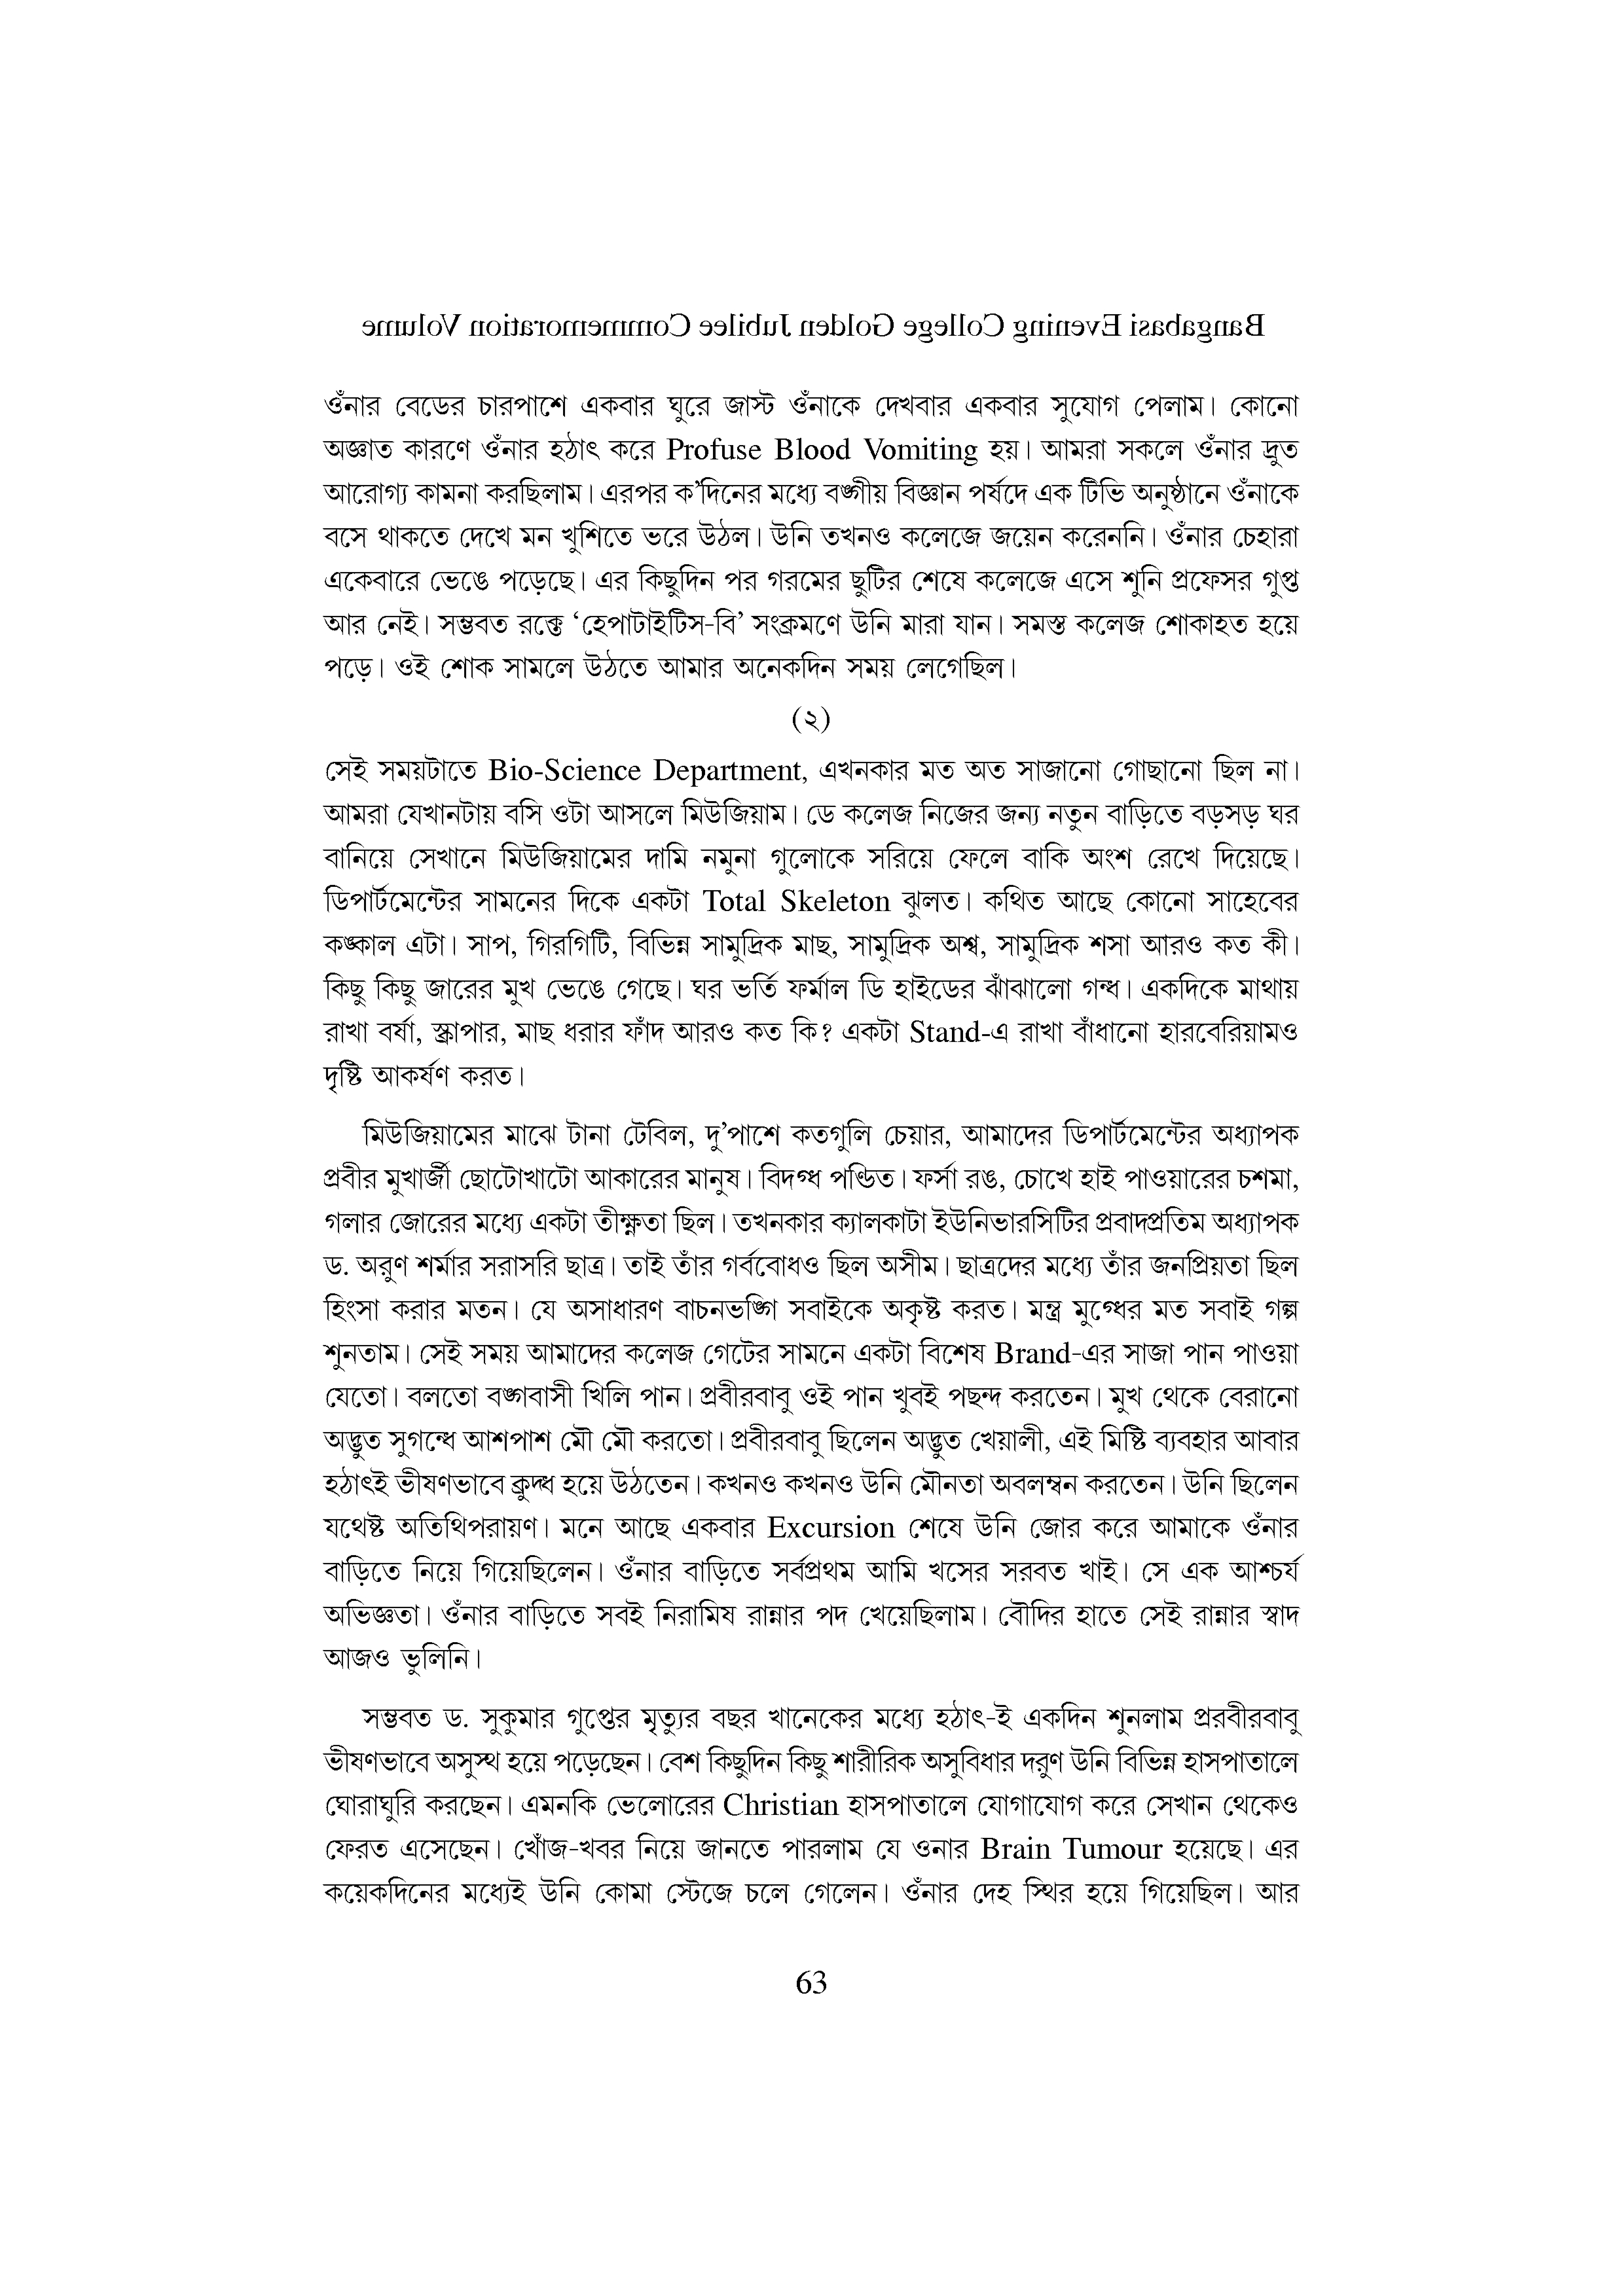 Bangabasi Evening College Golden Jubilee Commemoration Volume
ওঁনার বেডের চারপাশে একবার ঘুরে জাস্ট ওঁনাকে দেখবার একবার সুযোগ পেলাম। কোনো
অজ্ঞাত কারণে ওঁনার হঠাৎ করে Profuse Blood Vomiting হয়। আমরা সকলে ওঁনার দ্রুত
আরোগ্য কামনা করছিলাম। এরপর ক’দিনের মধ্যে বঙ্গীয় বিজ্ঞান পর্ষদে এক টিভি অনুষ্ঠানে ওঁনাকে
বসে থাকতে দেখে মন খুশিতে ভরে উঠল। উনি তখনও কলেজে জয়েন করেননি। ওঁনার চেহারা
একেবারে ভেঙে পড়েছে। এর কিছুদিন পর গরমের ছুটির শেষে কলেজে এসে শুনি প্রফেসর গুপ্ত
আর নেই। সম্ভবত রক্তে ‘হেপাটাইটিস-বি’ সংক্রমণে উনি মারা যান। সমস্ত কলেজ শোকাহত হয়ে
পড়ে। ওই শোক সামলে উঠতে আমার অনেকদিন সময় লেগেছিল।
(২)
সেই সময়টাতে Bio-Science Department, এখনকার মত অত সাজানো গোছানো ছিল না।
আমরা যেখানটায় বসি ওটা আসলে মিউজিয়াম। ডে কলেজ নিজের জন্য নতুন বাড়িতে বড়সড় ঘর
বানিয়ে সেখানে মিউজিয়ামের দামি নমুনা গুলোকে সরিয়ে ফেলে বাকি অংশ রেখে দিয়েছে।
ডিপার্টমেন্টের সামনের দিকে একটা Total Skeleton ঝুলত। কথিত আছে কোনো সাহেবের
কঙ্কাল এটা। সাপ, গিরগিটি, বিভিন্ন সামুদ্রিক মাছ, সামুদ্রিক অশ্ব, সামুদ্রিক শসা আরও কত কী।
কিছু কিছু জারের মুখ ভেঙে গেছে। ঘর ভর্তি ফর্মাল ডি হাইডের ঝাঁঝালো গন্ধ। একদিকে মাথায়
রাখা বর্ষা, স্ক্রাপার, মাছ ধরার ফাঁদ আরও কত কি? একটা Stand-এ রাখা বাঁধানো হারবেরিয়ামও
দৃষ্টি আকর্ষণ করত।
মিউজিয়ামের মাঝে টানা টেবিল, দু’পাশে কতগুলি চেয়ার, আমাদের ডিপার্টমেন্টের অধ্যাপক
প্রবীর মুখার্জী ছোটোখাটো আকারের মানুষ। বিদগ্ধ পণ্ডিত। ফর্সা রঙ, চোখে হাই পাওয়ারের চশমা,
গলার জোরের মধ্যে একটা তীক্ষ্ণতা ছিল। তখনকার ক্যালকাটা ইউনিভারসিটির প্রবাদপ্রতিম অধ্যাপক
ড. অরুণ শর্মার সরাসরি ছাত্র। তাই তাঁর গর্ববোধও ছিল অসীম। ছাত্রদের মধ্যে তাঁর জনপ্রিয়তা ছিল
হিংসা করার মতন। যে অসাধারণ বাচনভঙ্গি সবাইকে অকৃষ্ট করত। মন্ত্র মুগ্ধের মত সবাই গল্প
শুনতাম। সেই সময় আমাদের কলেজ গেটের সামনে একটা বিশেষ Brand-এর সাজা পান পাওয়া
যেতো। বলতো বঙ্গবাসী খিলি পান। প্রবীরবাবু ওই পান খুবই পছন্দ করতেন। মুখ থেকে বেরানো
অদ্ভুত সুগন্ধে আশপাশ মৌ মৌ করতো। প্রবীরবাবু ছিলেন অদ্ভুত খেয়ালী, এই মিষ্টি ব্যবহার আবার
হঠাৎই ভীষণভাবে ক্রুদ্ধ হয়ে উঠতেন। কখনও কখনও উনি মৌনতা অবলম্বন করতেন। উনি ছিলেন
যথেষ্ট অতিথিপরায়ণ। মনে আছে একবার Excursion শেষে উনি জোর করে আমাকে ওঁনার
বাড়িতে নিয়ে গিয়েছিলেন। ওঁনার বাড়িতে সর্বপ্রথম আমি খসের সরবত খাই। সে এক আশ্চর্য
অভিজ্ঞতা। ওঁনার বাড়িতে সবই নিরামিষ রান্নার পদ খেয়েছিলাম। বৌদির হাতে সেই রান্নার স্বাদ
আজও ভুলিনি।
সম্ভবত ড. সুকুমার গুপ্তের মৃত্যুর বছর খানেকের মধ্যে হঠাৎ-ই একদিন শুনলাম প্ররবীরবাবু
ভীষণভাবে অসুস্থ হয়ে পড়েছেন। বেশ কিছুদিন কিছু শারীরিক অসুবিধার দরুণ উনি বিভিন্ন হাসপাতালে
ঘোরাঘুরি করছেন। এমনকি ভেলোরের Christian হাসপাতালে যোগাযোগ করে সেখান থেকেও
ফেরত এসেছেন। খোঁজ-খবর নিয়ে জানতে পারলাম যে ওনার Brain Tumour হয়েছে। এর
কয়েকদিনের মধ্যেই উনি কোমা স্টেজে চলে গেলেন। ওঁনার দেহ স্থির হয়ে গিয়েছিল। আর
63